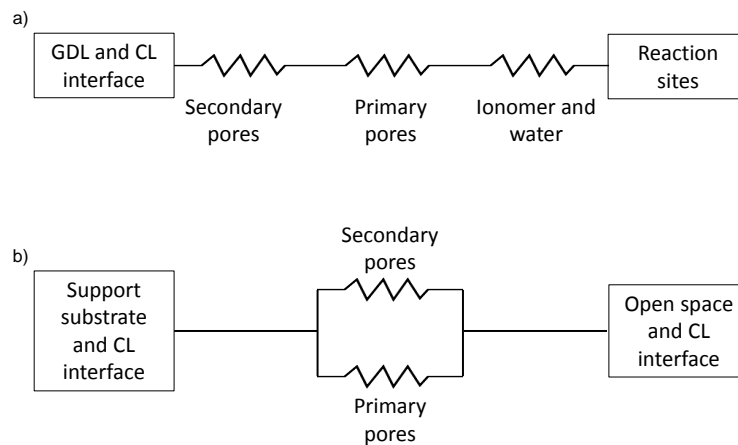 a)
GDL and CL
interface
Secondary
pores
Primary
pores
Ionomer and
water
Reaction
sites
b)
Support
substrate
and CL
interface
Secondary
pores
Primary
pores
Open space
and CL
interface